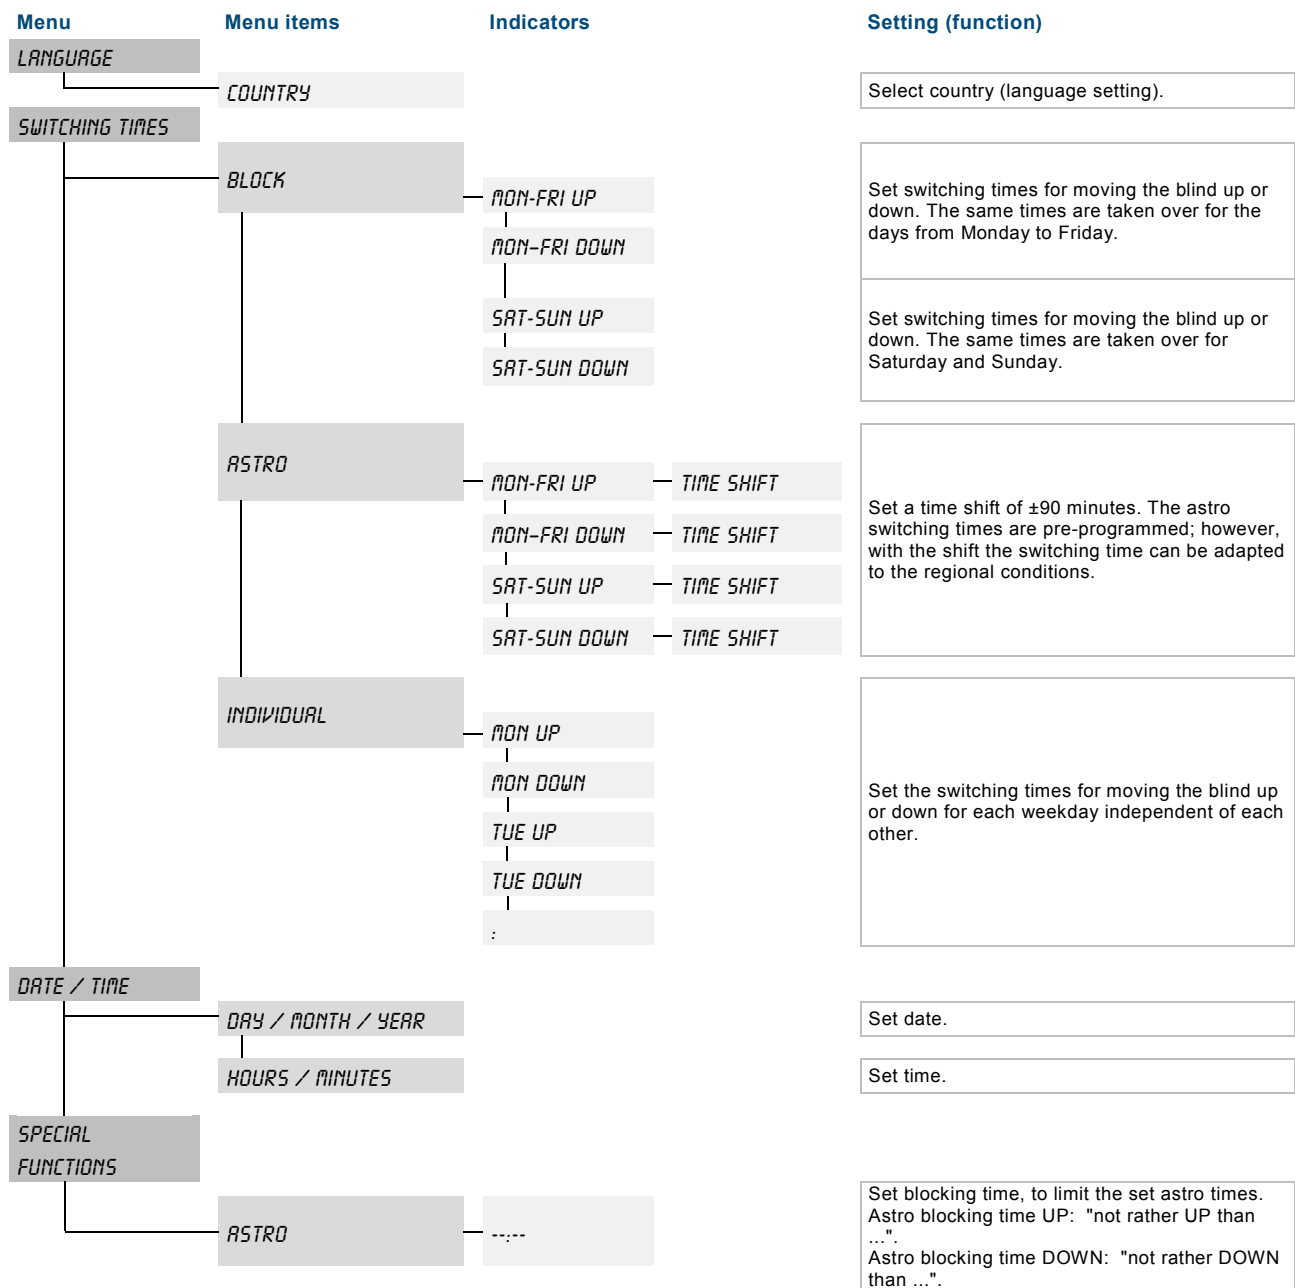 Menu Menu items Indicators Setting (function)
LANGUAGE
COUNTRY Select country (language setting).
SWITCHING TIMES
BLOCK
MON-FRI UP
MON-FRI DOWN
Set switching times for moving the blind up or
down. The same times are taken over for the
days from Monday to Friday.
SAT-SUN UP
SAT-SUN DOWN
Set switching times for moving the blind up or
down. The same times are taken over for
Saturday and Sunday.
ASTRO
MON-FRI UP TIME SHIFT
MON-FRI DOWN TIME SHIFT
SAT-SUN UP TIME SHIFT
SAT-SUN DOWN TIME SHIFT
Set a time shift of ±90 minutes. The astro
switching times are pre-programmed; however,
with the shift the switching time can be adapted
to the regional conditions.
INDIVIDUAL
MON UP
MON DOWN
TUE UP
TUE DOWN
:
Set the switching times for moving the blind up
or down for each weekday independent of each
other.
DATE / TIME
DAY / MONTH / YEAR Set date.
HOURS / MINUTES Set time.
SPECIAL
FUNCTIONS
ASTRO --:--
Set blocking time, to limit the set astro times.
Astro blocking time UP: "not rather UP than
...".
Astro blocking time DOWN: "not rather DOWN
than ...".